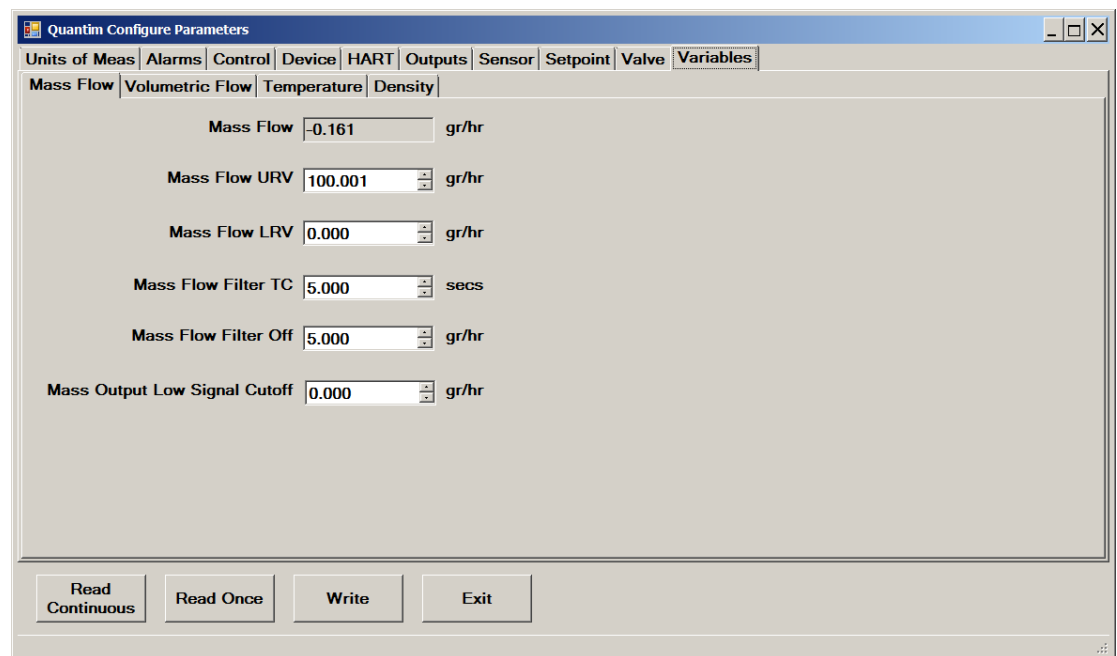 Quantim Configure Parameters
Units of Meas Alarms Control Device HART Outputs Sensor Setpoint Valve Variables
Mass Flow Volumetric Flow Temperature Density
Mass Flow -0.161 gr/hr
Mass Flow URV 100.001 gr/hr
Mass Flow LRV 0.000 gr/hr
Mass Flow Filter TC 5.000 secs
Mass Flow Filter Off 5.000 gr/hr
Mass Output Low Signal Cutoff 0.000 gr/hr
Read
Continuous
Read Once
Write
Exit